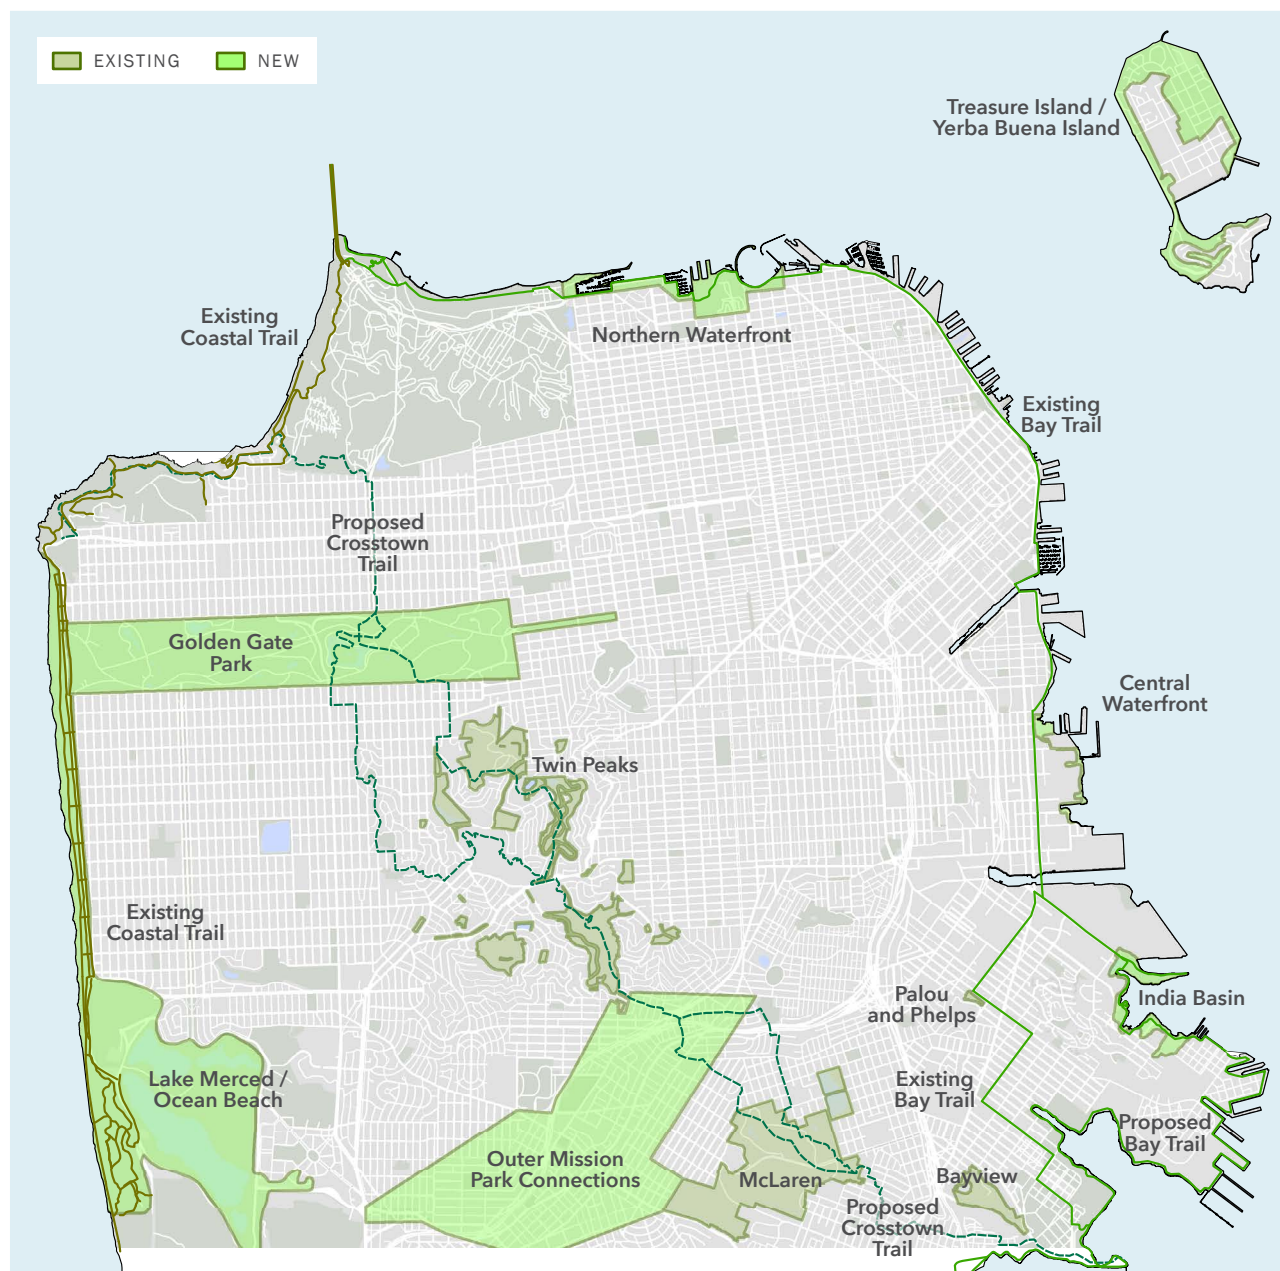 EXISTING
NEW
Treasure Island /
Yerba Buena Island
Existing
Coastal Trail
Northern Waterfront
Existing
Bay Trail
Proposed
Crosstown
Trail
Golden Gate
Park
Central
Waterfront
Twin Peaks
Existing
Coastal Trail
Palou
and Phelps
India Basin
Lake Merced /
Ocean Beach
Existing
Bay Trail
Proposed
Bay Trail
Outer Mission
Park Connections
McLaren
Bayview
Proposed
Crosstown
Trail